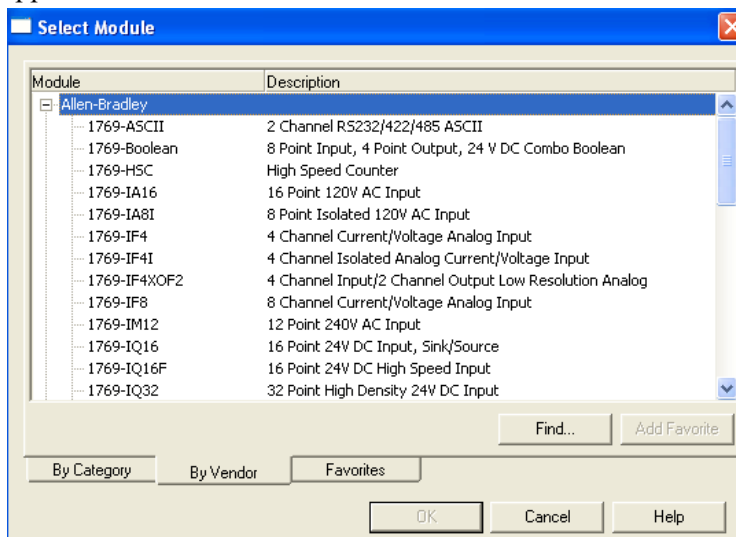 Select Module
Module Description
Allen-Bradley
1769-ASCII 2 Channel RS232/422/485 ASCII
1769-Boolean 8 Point Input, 4 Point Output, 24 V DC Combo Boolean
1769-HSC High Speed Counter
1769-IA16 16 Point 120V AC Input
1769-IA8I 8 Point Isolated 120V AC Input
1769-IF4 4 Channel Current/Voltage Analog Input
1769-IF4I 4 Channel Isolated Analog Current/Voltage Input
1769-IF4XOF2 4 Channel Input/2 Channel Output Low Resolution Analog
1769-IF8 8 Channel Current/Voltage Analog Input
1769-IM12 12 Point 240V AC Input
1769-IQ16 16 Point 24V DC Input, Sink/Source
1769-IQ16F 16 Point 24V DC High Speed Input
1769-IQ32 32 Point High Density 24V DC Input
Find... Add Favorite
By Category By Vendor Favorites
OK Cancel Help